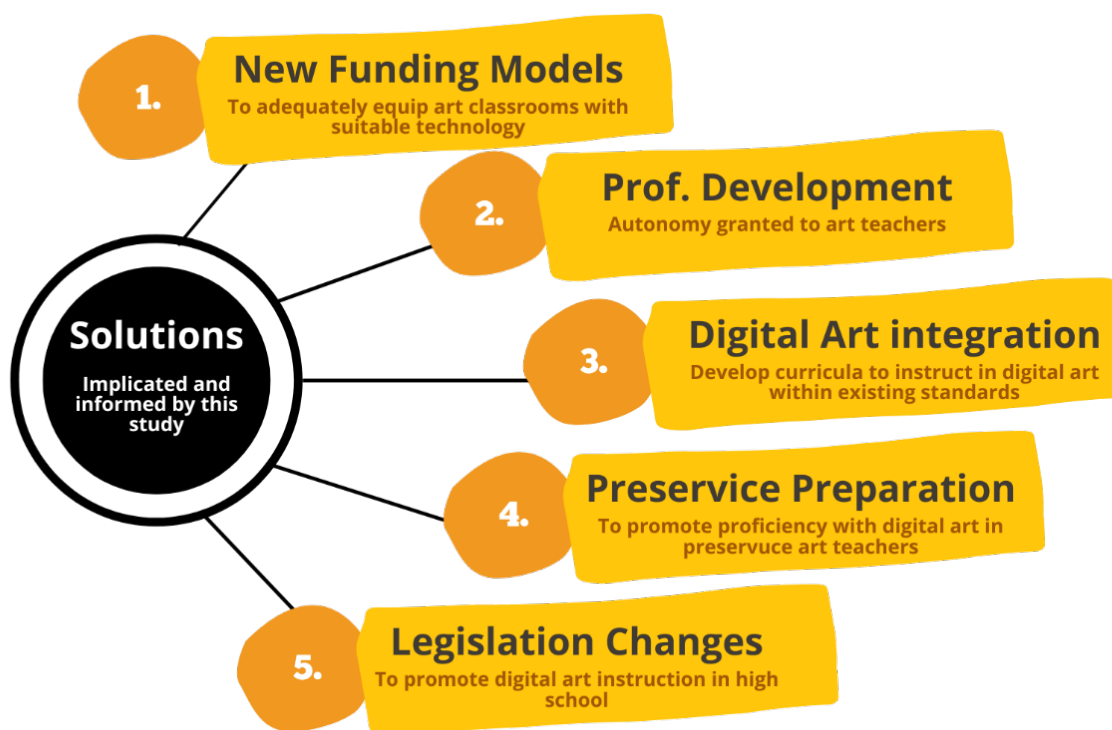 1.
New Funding Models
To adequately equip art classrooms with
suitable technology
2.
Prof. Development
Autonomy granted to art teachers
Solutions
Implicated and
informed by this
study
3.
Digital Art integration
Develop curricula to instruct in digital art
within existing standards
4.
Preservice Preparation
To promote proficiency with digital art in
preservuce art teachers
5.
Legislation Changes
To promote digital art instruction in high
school